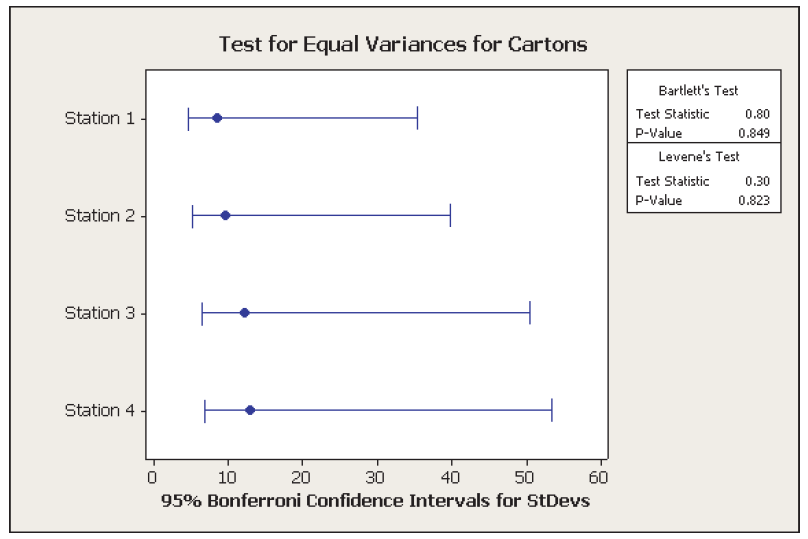 Test for Equal Variances for Cartons
Station 1
Station 2
Station 3
Station 4
0 10 20 30 40 50 60
95% Bonferroni Confidence Intervals for StDevs
Bartlett's Test
Test Statistic 0.80
P-Value 0.849
Levene's Test
Test Statistic 0.30
P-Value 0.823